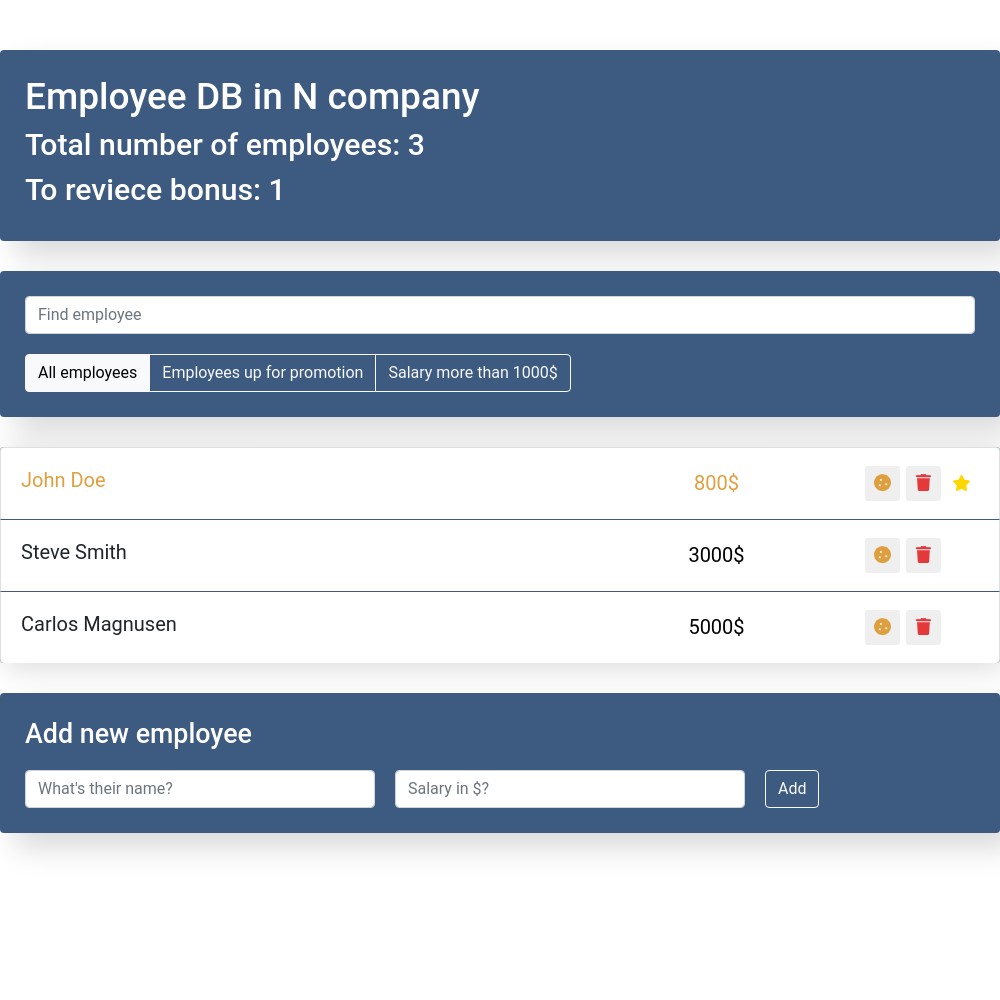 Employee DB in N company
Total number of employees: 3
To reviece bonus: 1
Find employee
All employees Employees up for promotion Salary more than 1000$
John Doe 800$
Steve Smith 3000$
Carlos Magnusen 5000$
Add new employee
What's their name? Salary in $? Add